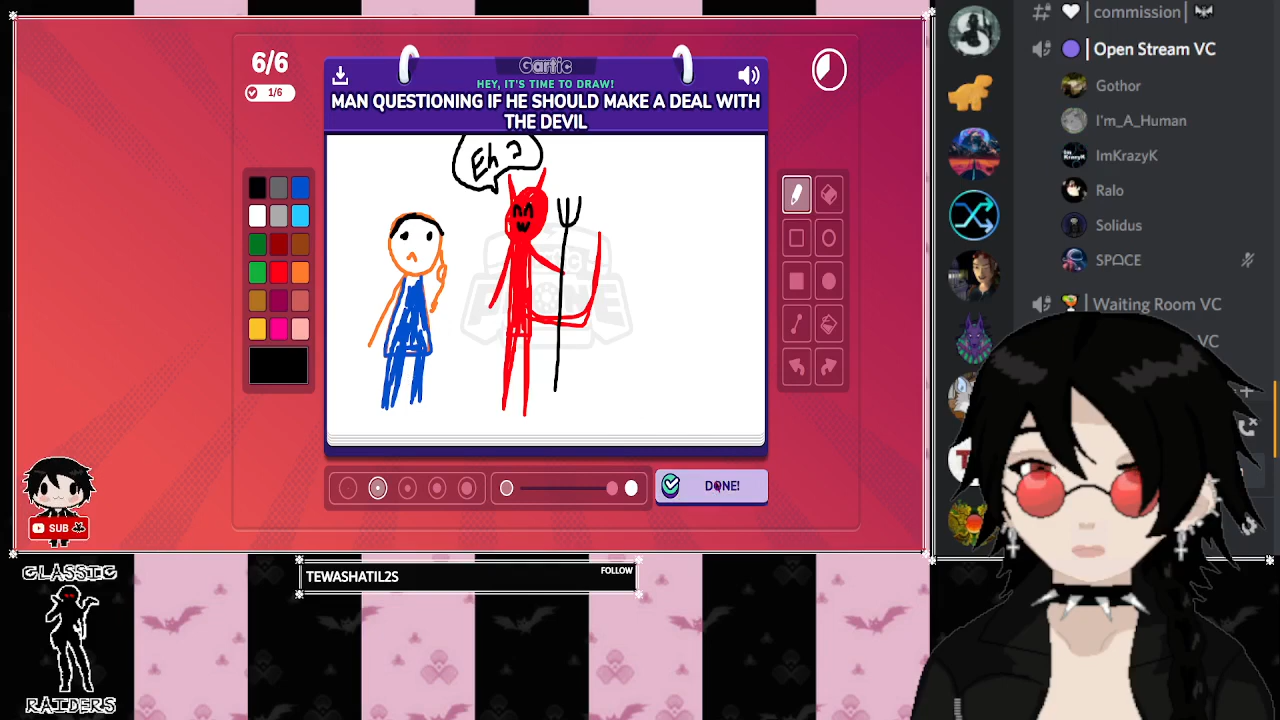 6/6
1/6
Gartic
HEY, IT'S TIME TO DRAW!
MAN QUESTIONING IF HE SHOULD MAKE A DEAL WITH
THE DEVIL
Eh ?
PHONE
DONE!
SUB
CLASSIC
RAIDERS
TEWASHATIL2S
FOLLOW
| commission |
| Open Stream VC
Gothor
I'm_A_Human
ImKrazyK
Ralo
Solidus
SPΩCE
| Waiting Room VC
VC